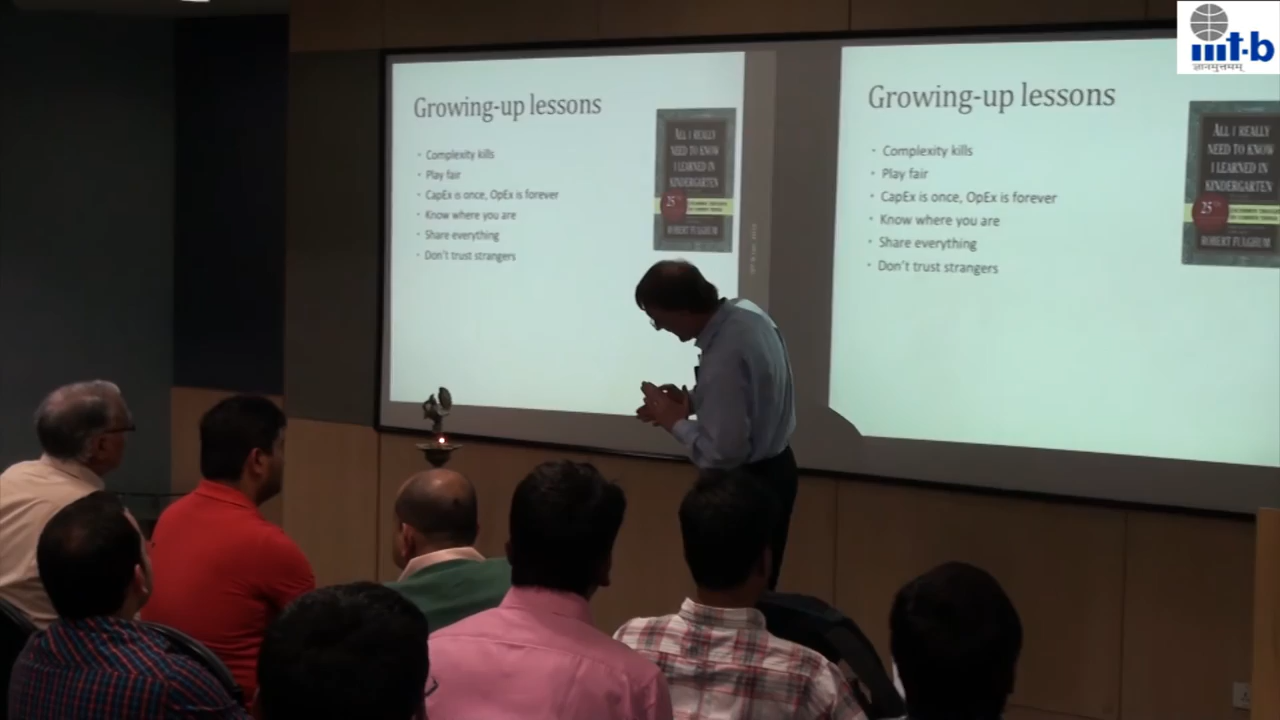 Growing-up lessons
• Complexity kills
• Play fair
• CapEx is once, OpEx is forever
• Know where you are
• Share everything
• Don't trust strangers
ALL I REALLY
NEED TO KNOW
I LEARNED IN
KINDERGARTEN
25TH
ROBERT FULGHUM
Growing-up lessons
• Complexity kills
• Play fair
• CapEx is once, OpEx is forever
• Know where you are
• Share everything
• Don't trust strangers
ALL I REALLY
NEED TO KNOW
I LEARNED IN
KINDERGARTEN
25TH
ROBERT FULGHUM
iiit-b
ज्ञानमुत्तमम्